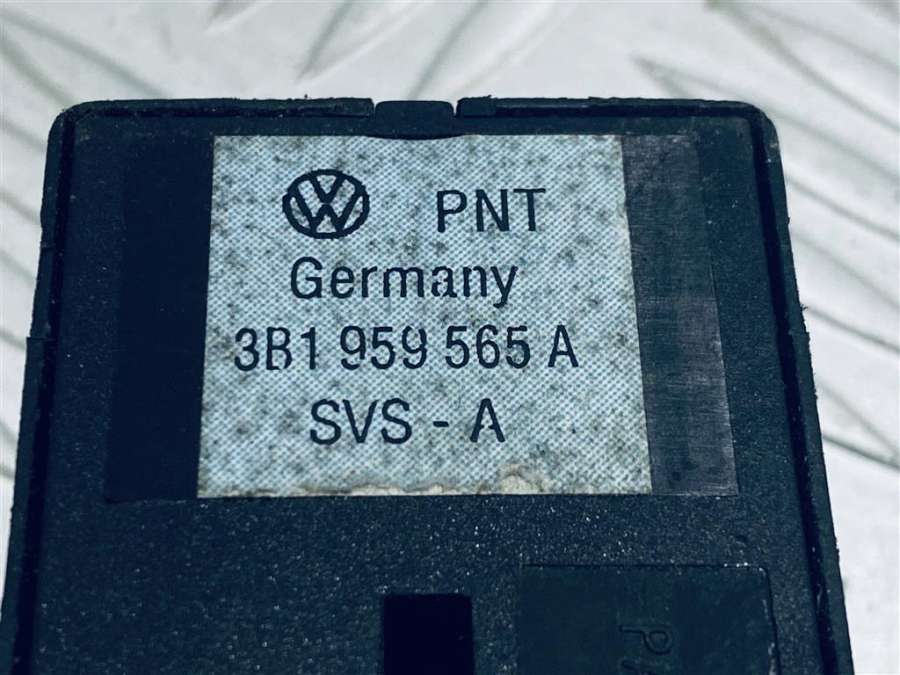 PNT
Germany
3B1 959 565 A
SVS - A